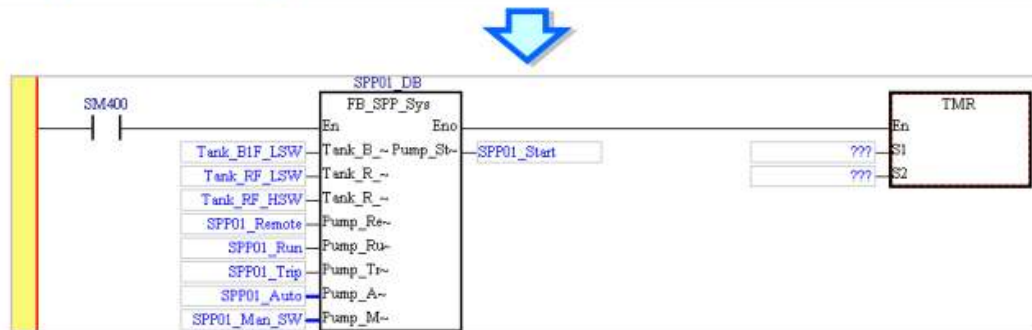 SPP01_DB
SM400 FB_SPP_Sys TMR
En Eno En
Tank_B1F_LSW Tank_B_~ Pump_St~ SPP01_Start ??? S1
Tank_RF_LSW Tank_R_~ ??? S2
Tank_RF_HSW Tank_R_~
SPP01_Remote Pump_Re~
SPP01_Run Pump_Ru~
SPP01_Trip Pump_Tr~
SPP01_Auto Pump_A~
SPP01_Man_SW Pump_M~